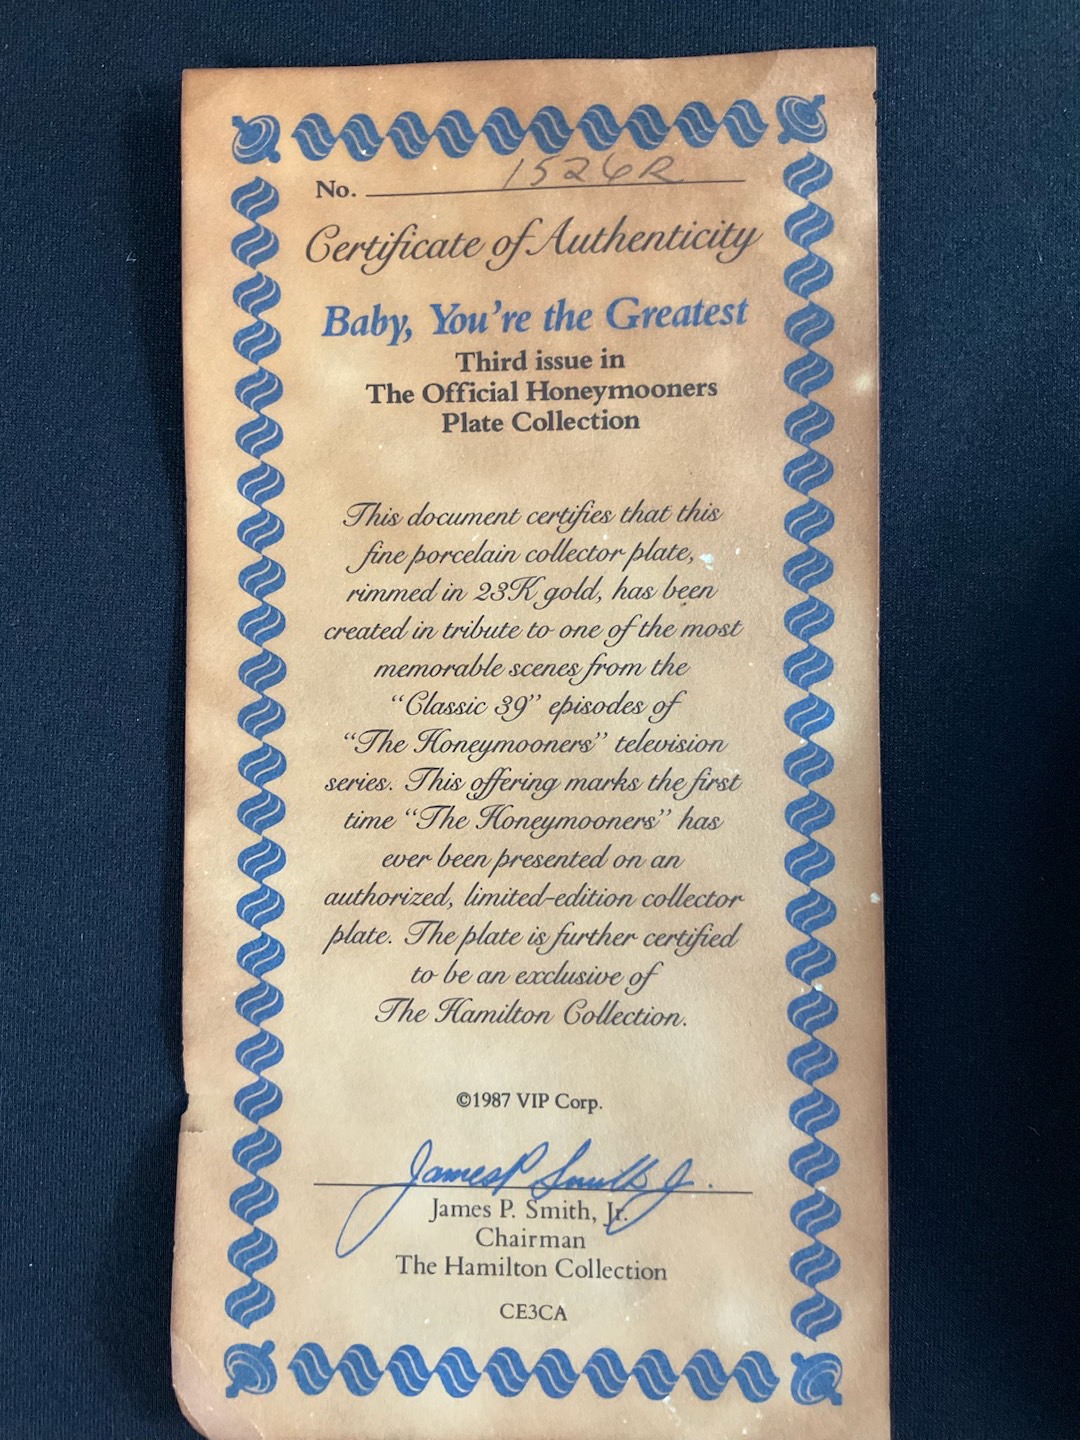 No. 1526R
Certificate of Authenticity
Baby, You're the Greatest
Third issue in
The Official Honeymooners
Plate Collection
This document certifies that this
fine porcelain collector plate,
rimmed in 23K gold, has been
created in tribute to one of the most
memorable scenes from the
“Classic 39” episodes of
“The Honeymooners” television
series. This offering marks the first
time “The Honeymooners” has
ever been presented on an
authorized, limited-edition collector
plate. The plate is further certified
to be an exclusive of
The Hamilton Collection.
©1987 VIP Corp.
James P Smith Jr.
James P. Smith, Jr.
Chairman
The Hamilton Collection
CE3CA